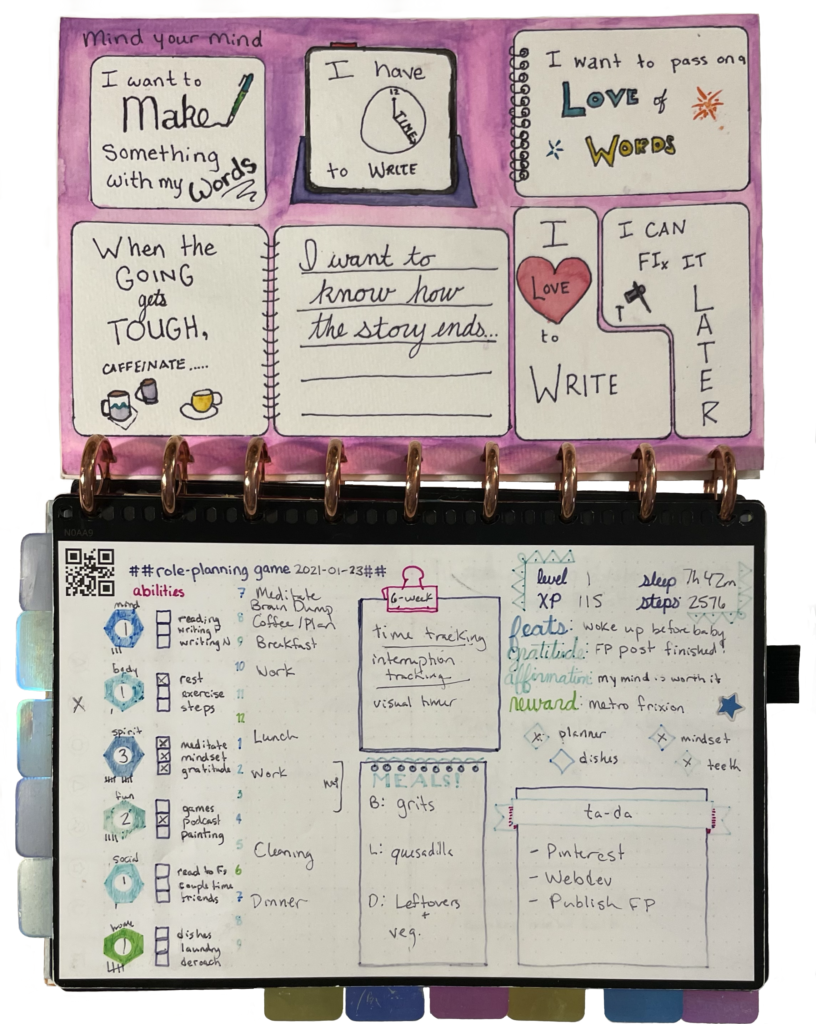 Mind your mind
I want to
Make
Something
with my Words
I have
12
TIME
to WRITE
I want to pass on a
LOVE of
WORDS
When the
GOING
gets
TOUGH,
CAFFEINATE.....
I want to
know how
the story ends...
I
LOVE
to
WRITE
I CAN
FIX IT
LATER
NGAA9
##role-planning game 2021-01-23##
abilities
mind
1
reading
writing P
writing N
body
1
rest
exercise
steps
spirit
3
meditate
mindset
gratitude
fun
2
games
podcast
painting
social
1
read to F
couple time
friends
home
1
dishes
laundry
7 Meditate
Brain Dump
8 Coffee/Plan
9 Breakfast
10 Work
11
12
1 Lunch
2 Work
3
4
5 Cleaning
6
7 Dinner
8
9
6-week
time tracking
interruption
tracking
visual timer
MEALS!
B: grits
L: quesadilla
D: Leftovers
+
veg.
level 1
XP 115
sleep 7h 42m
steps: 2576
feats: woke up before baby
gratitude: FP post finished!
affirmation: my mind is worth it
reward: metro frixion
x planner
x mindset
dishes
x teeth
ta-da
- Pinterest
- Webdev
- Publish FP